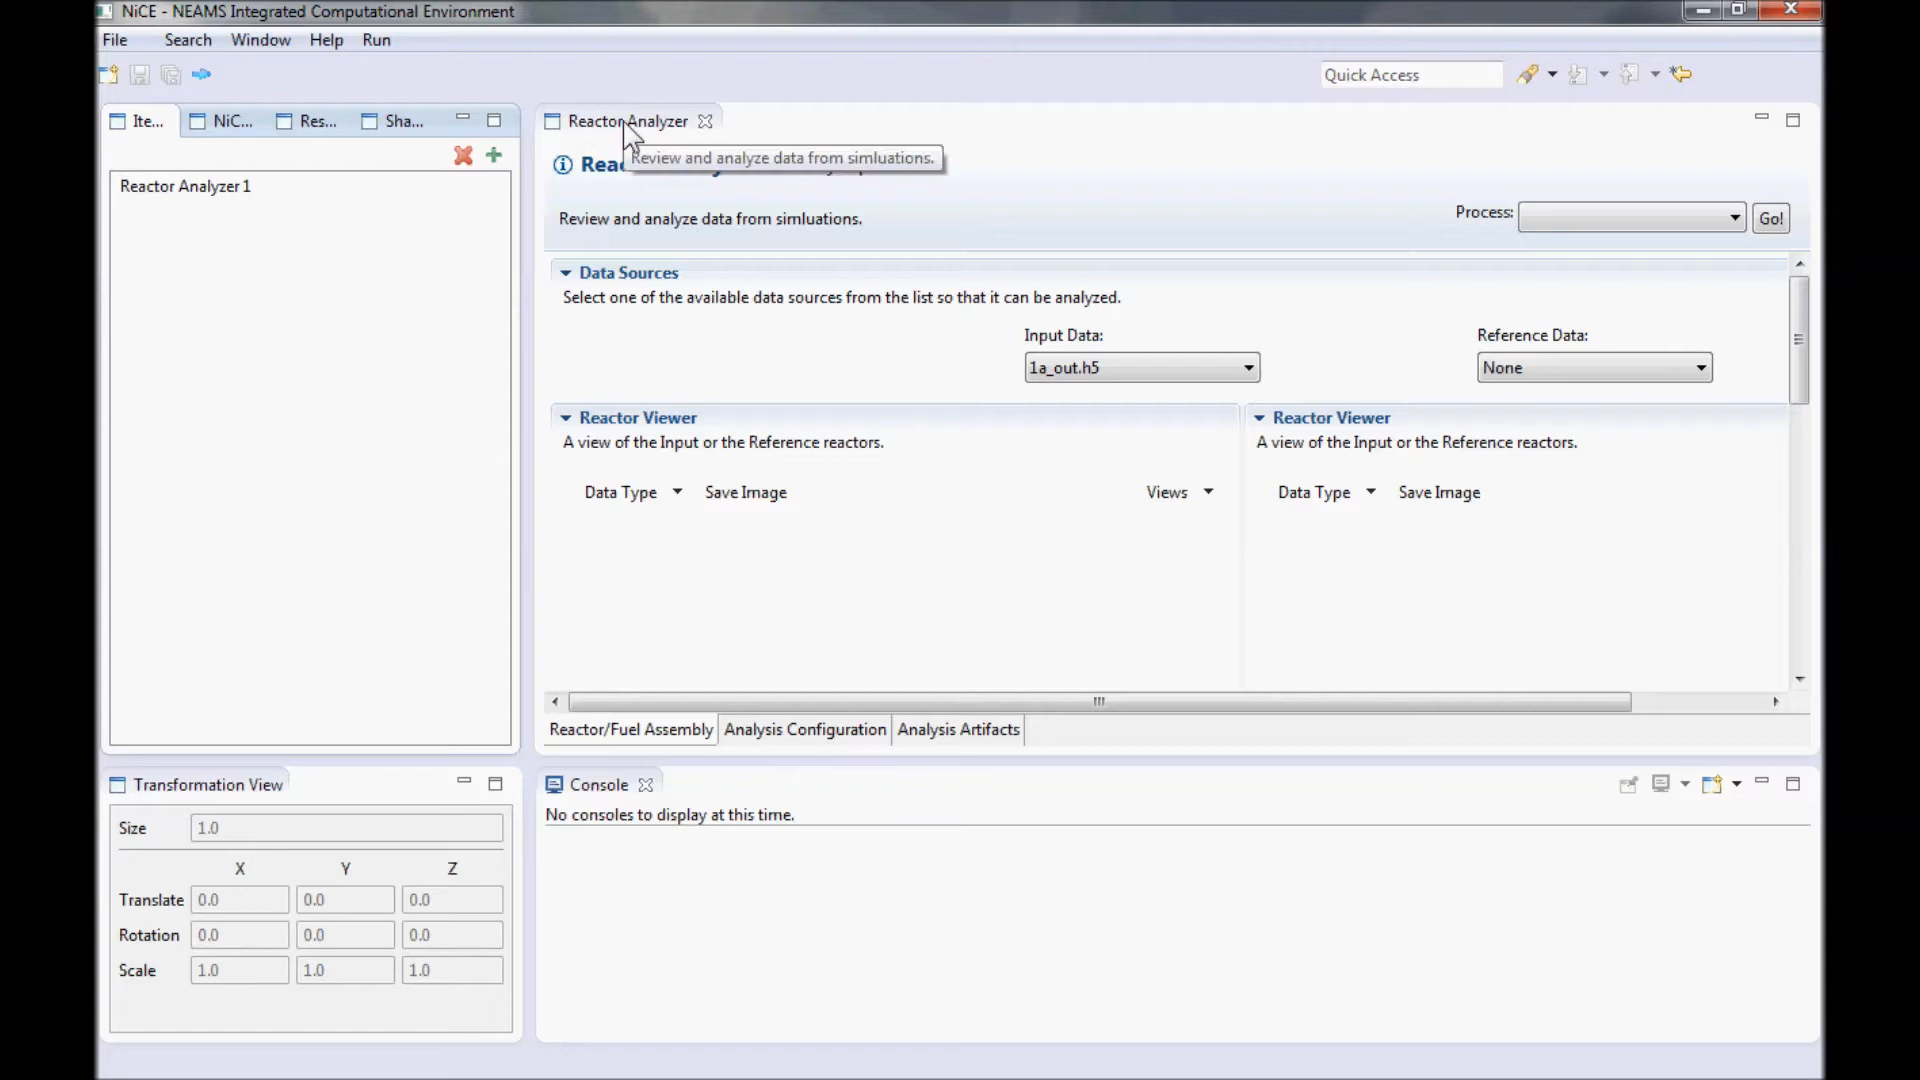 NiCE - NEAMS Integrated Computational Environment
File Search Window Help Run
Quick Access
Ite... NiC... Res... Sha...
Reactor Analyzer 1
Reactor Analyzer
Review and analyze data from simluations.
Reac
Review and analyze data from simluations.
Process: Go!
Data Sources
Select one of the available data sources from the list so that it can be analyzed.
Input Data: Reference Data:
1a_out.h5 None
Reactor Viewer Reactor Viewer
A view of the Input or the Reference reactors. A view of the Input or the Reference reactors.
Data Type Save Image Views Data Type Save Image
Reactor/Fuel Assembly Analysis Configuration Analysis Artifacts
Transformation View
Size 1.0
X Y Z
Translate 0.0 0.0 0.0
Rotation 0.0 0.0 0.0
Scale 1.0 1.0 1.0
Console
No consoles to display at this time.